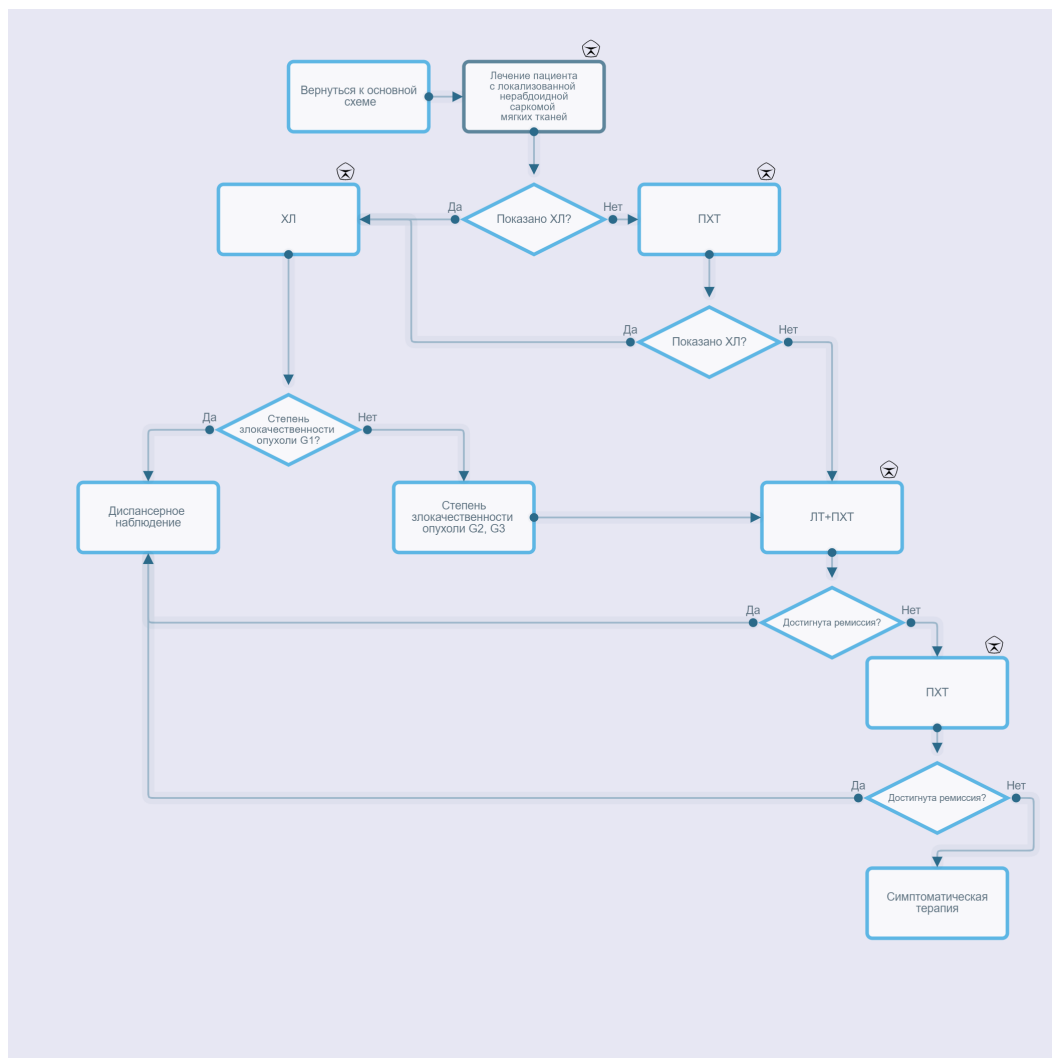 Вернуться к основной
схеме
Лечение пациента
с локализованной
нерабдоидной
саркомой
мягких тканей
ХЛ
Да
Показано ХЛ?
Нет
ПХТ
Да
Показано ХЛ?
Нет
Да
Степень
злокачественности
опухоли G1?
Нет
Диспансерное
наблюдение
Степень
злокачественности
опухоли G2, G3
ЛТ+ПХТ
Да
Достигнута ремиссия?
Нет
ПХТ
Да
Достигнута ремиссия?
Нет
Симптоматическая
терапия